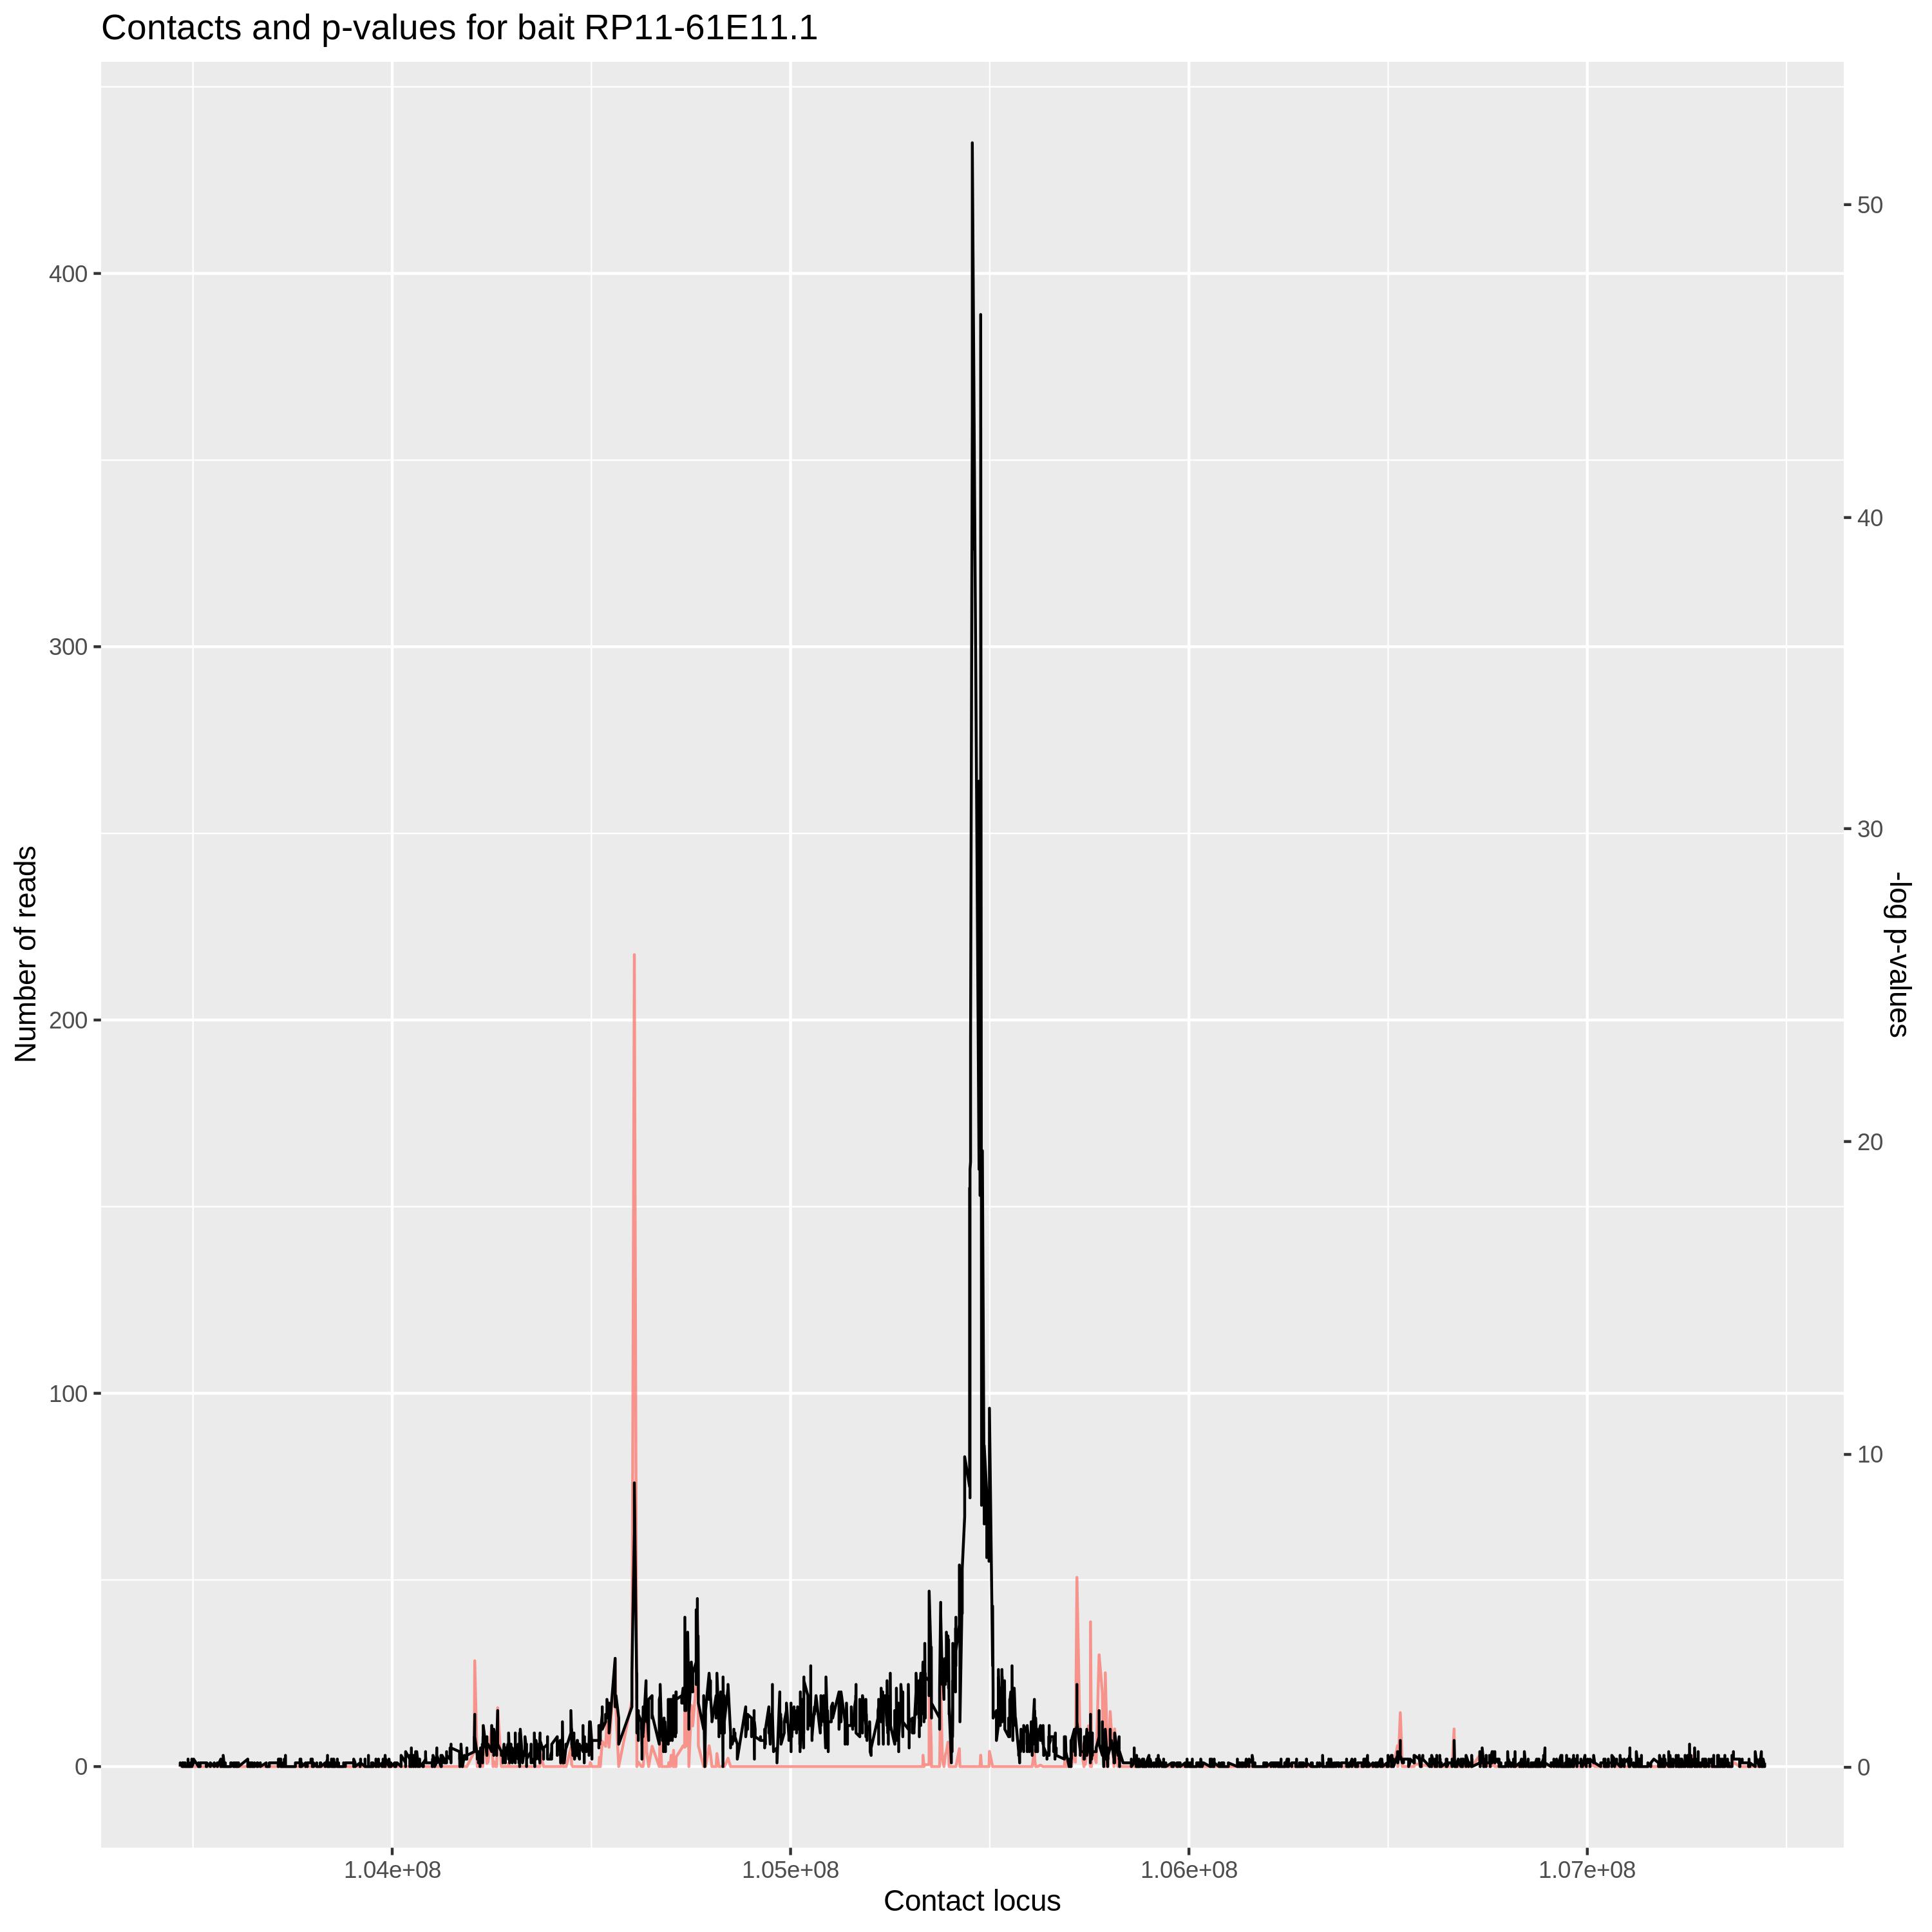 Contacts and p-values for bait RP11-61E11.1
400
300
200
100
0
Number of reads
50
40
30
20
10
0
-log p-values
1.04e+08
1.05e+08
1.06e+08
1.07e+08
Contact locus